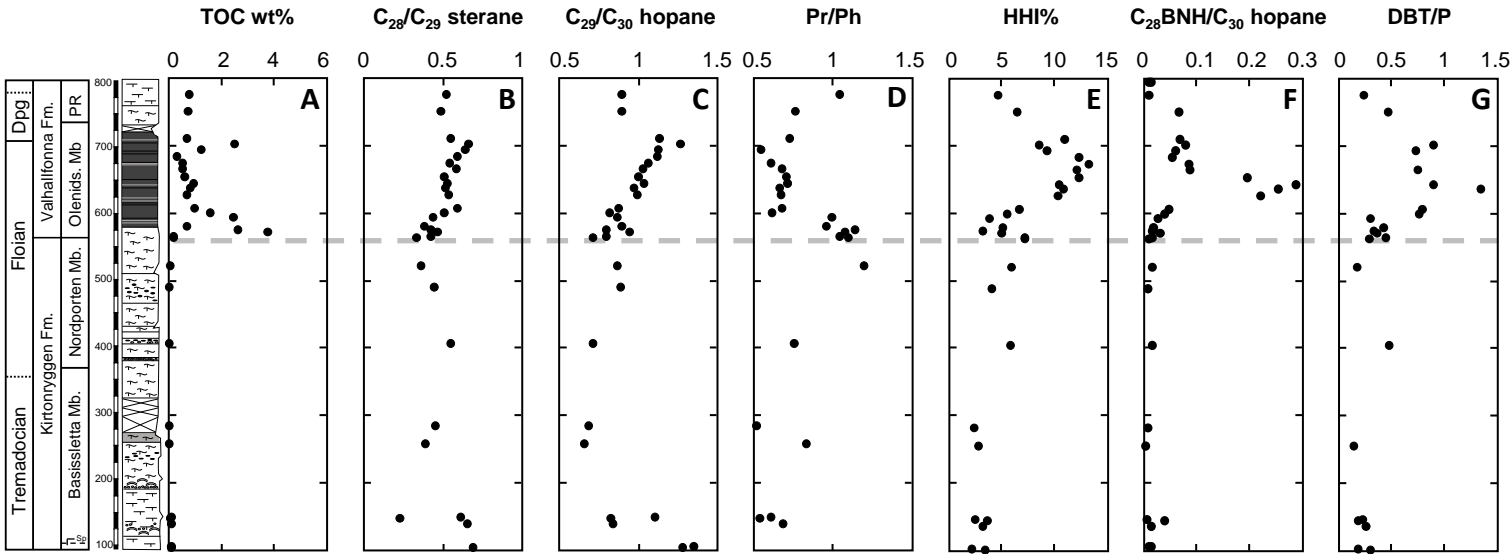 TOC wt%
C₂₈/C₂₉ sterane
C₂₉/C₃₀ hopane
Pr/Ph
HHI%
C₂₈BNH/C₃₀ hopane
DBT/P
0 2 4 6
0 0.5 1
0.5 1 1.5
0.5 1 1.5
0 5 10 15
0 0.1 0.2 0.3
0 0.5 1 1.5
A
B
C
D
E
F
G
800
700
600
500
400
300
200
100
Dpg
Floian
Tremadocian
Valhallfonna Fm.
Kirtonryggen Fm.
PR
Olenids. Mb
Nordporten Mb.
Basissletta Mb.
Sp